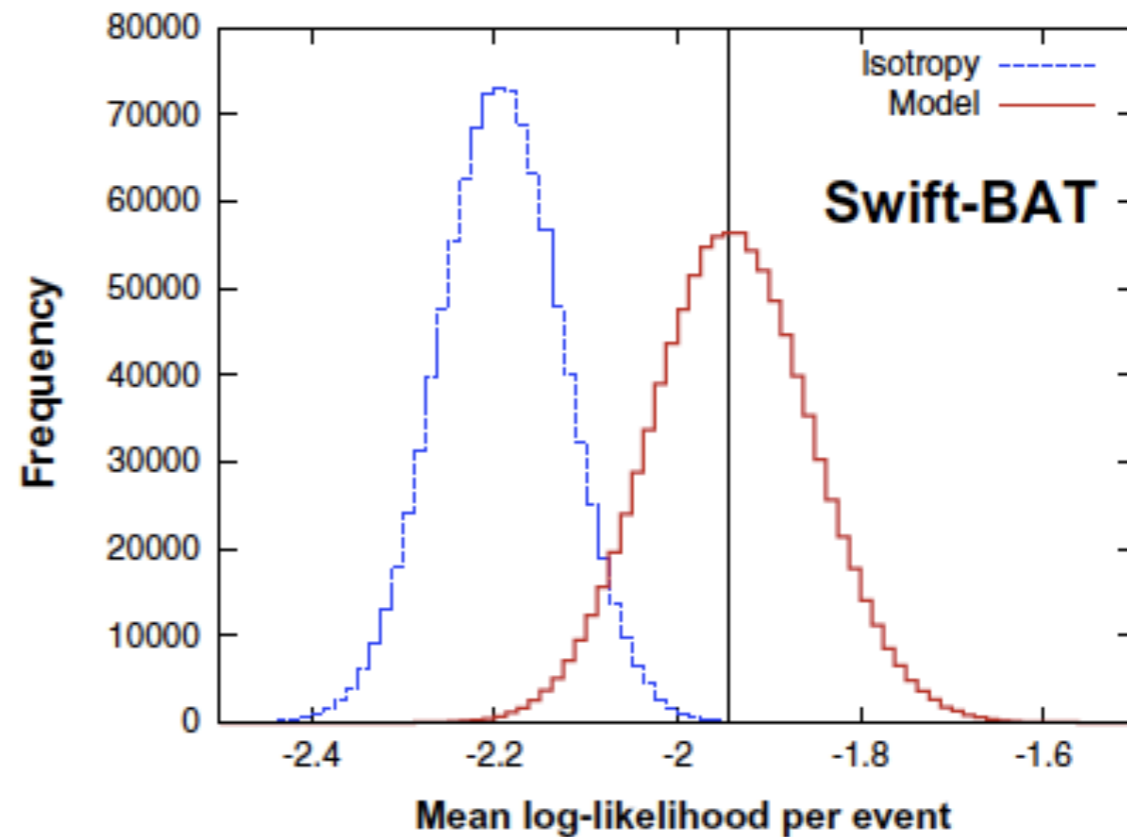 80000
70000
60000
50000
40000
30000
20000
10000
0
Frequency
Isotropy
Model
Swift-BAT
-2.4 -2.2 -2 -1.8 -1.6
Mean log-likelihood per event